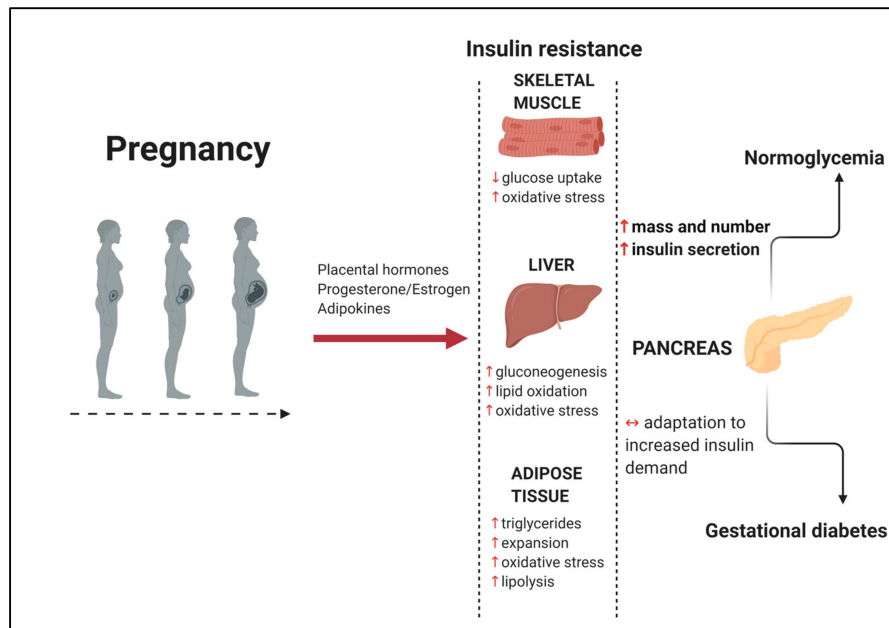 Pregnancy
Placental hormones
Progesterone/Estrogen
Adipokines
Insulin resistance
SKELETAL
MUSCLE
↓glucose uptake
↑oxidative stress
LIVER
↑gluconeogenesis
↑lipid oxidation
↑oxidative stress
ADIPOSE
TISSUE
↑triglycerides
↑expansion
↑oxidative stress
↑lipolysis
↑mass and number
↑insulin secretion
PANCREAS
↔ adaptation to
increased insulin
demand
Normoglycemia
Gestational diabetes